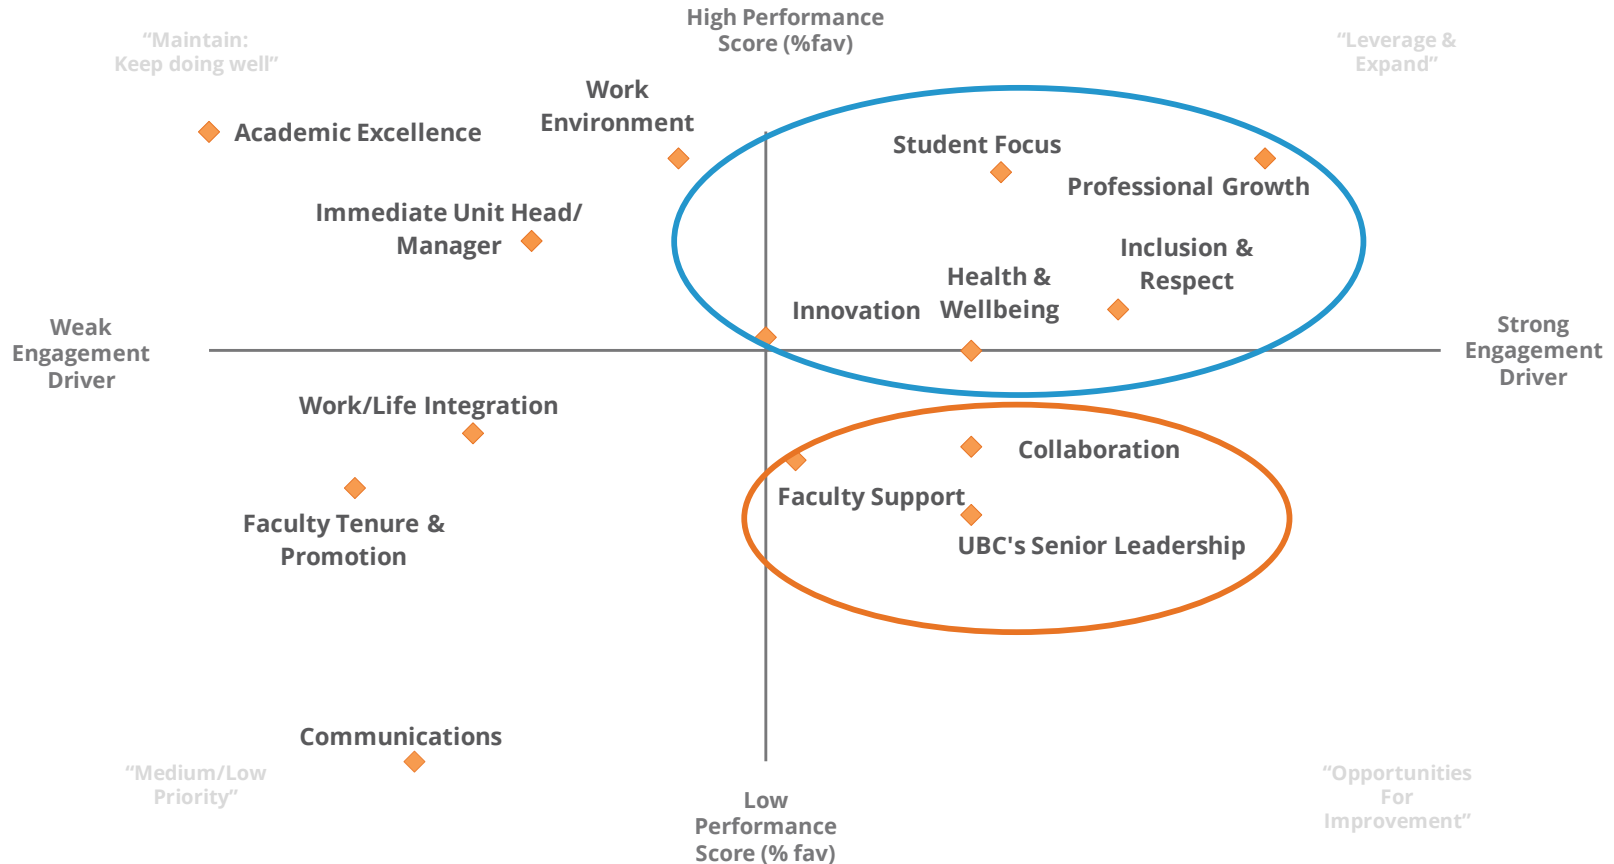 High Performance
Score (%fav)
“Maintain:
Keep doing well”
“Leverage &
Expand”
Work
Environment
Academic Excellence
Student Focus
Professional Growth
Immediate Unit Head/
Manager
Inclusion &
Respect
Health &
Wellbeing
Innovation
Weak
Engagement
Driver
Strong
Engagement
Driver
Work/Life Integration
Collaboration
Faculty Support
Faculty Tenure &
Promotion
UBC's Senior Leadership
Communications
“Medium/Low
Priority”
“Opportunities
For
Improvement”
Low
Performance
Score (% fav)